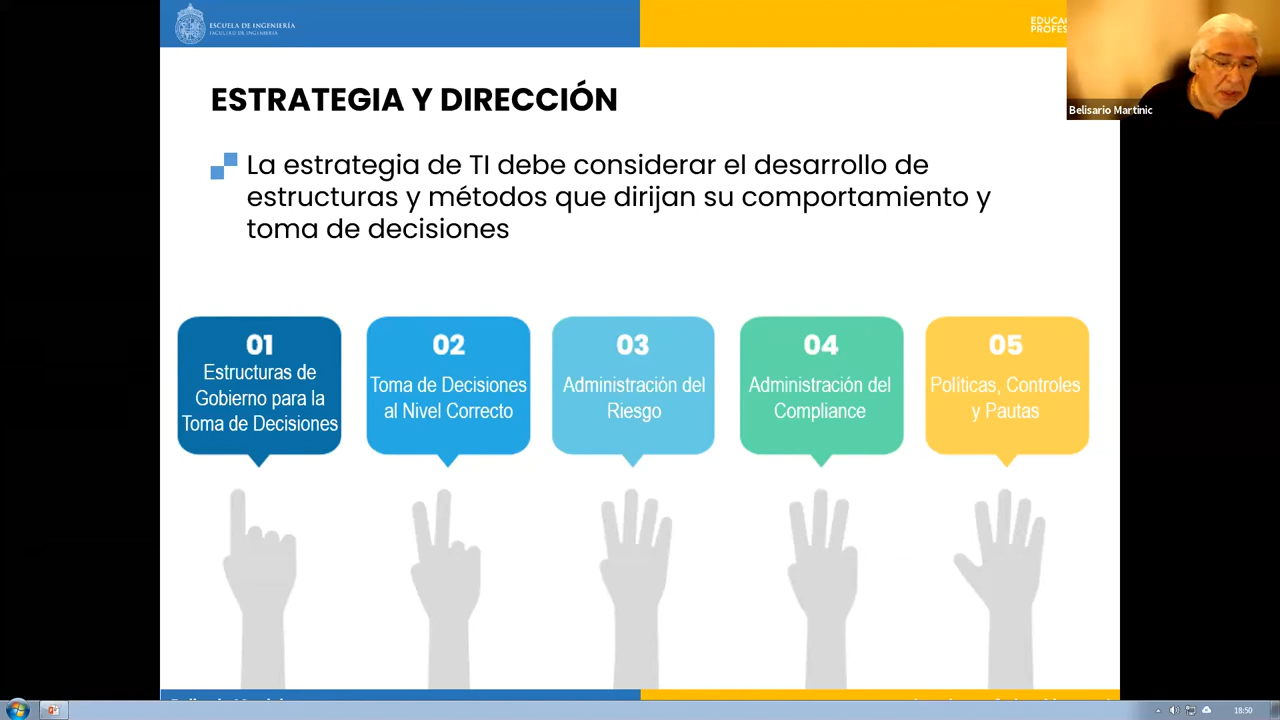 ESCUELA DE INGENIERÍA
FACULTAD DE INGENIERÍA
Belisario Martinic
ESTRATEGIA Y DIRECCIÓN
La estrategia de TI debe considerar el desarrollo de
estructuras y métodos que dirijan su comportamiento y
toma de decisiones
01
Estructuras de
Gobierno para la
Toma de Decisiones
02
Toma de Decisiones
al Nivel Correcto
03
Administración del
Riesgo
04
Administración del
Compliance
05
Políticas, Controles
y Pautas
18:50